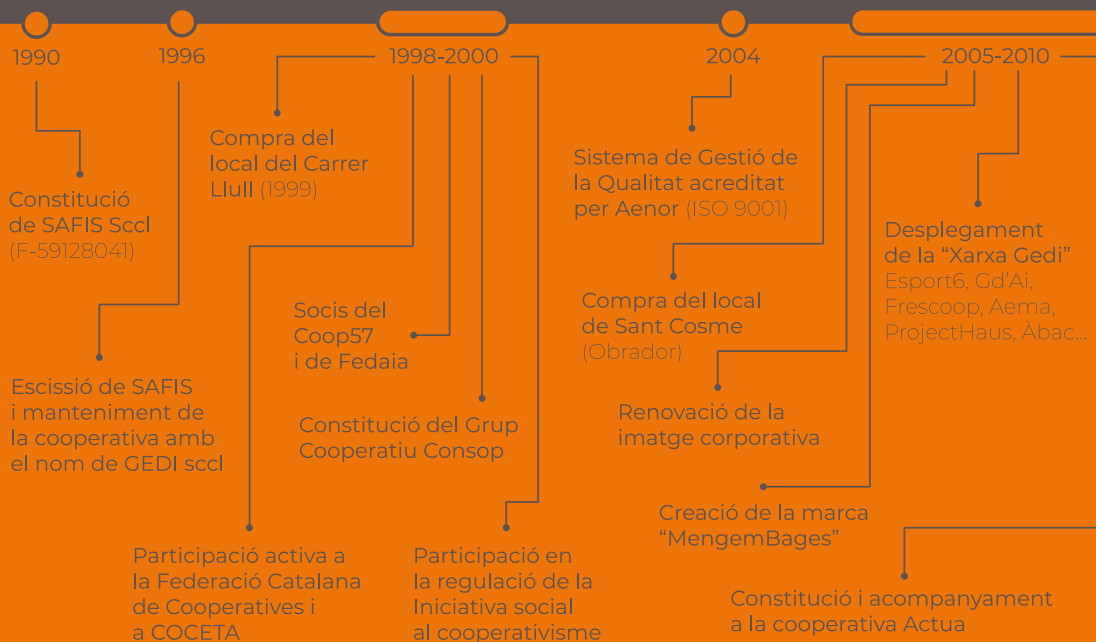 1990
Constitució
de SAFIS Sccl
(F-59128041)
1996
Escissió de SAFIS
i manteniment de
la cooperativa amb
el nom de GEDI sccl
1998-2000
Compra del
local del Carrer
Llull (1999)
Participació activa a
la Federació Catalana
de Cooperatives i
a COCETA
Socis del
Coop57
i de Fedaia
Constitució del Grup
Cooperatiu Consop
Participació en
la regulació de la
Iniciativa social
al cooperativisme
2004
Sistema de Gestió de
la Qualitat acreditat
per Aenor (ISO 9001)
2005-2010
Compra del local
de Sant Cosme
(Obrador)
Renovació de la
imatge corporativa
Creació de la marca
“MengemBages”
Desplegament
de la “Xarxa Gedi”
Esport6, Gd’Ai,
Frescoop, Aema,
ProjectHaus, Àbac...
Constitució i acompanyament
a la cooperativa Actua